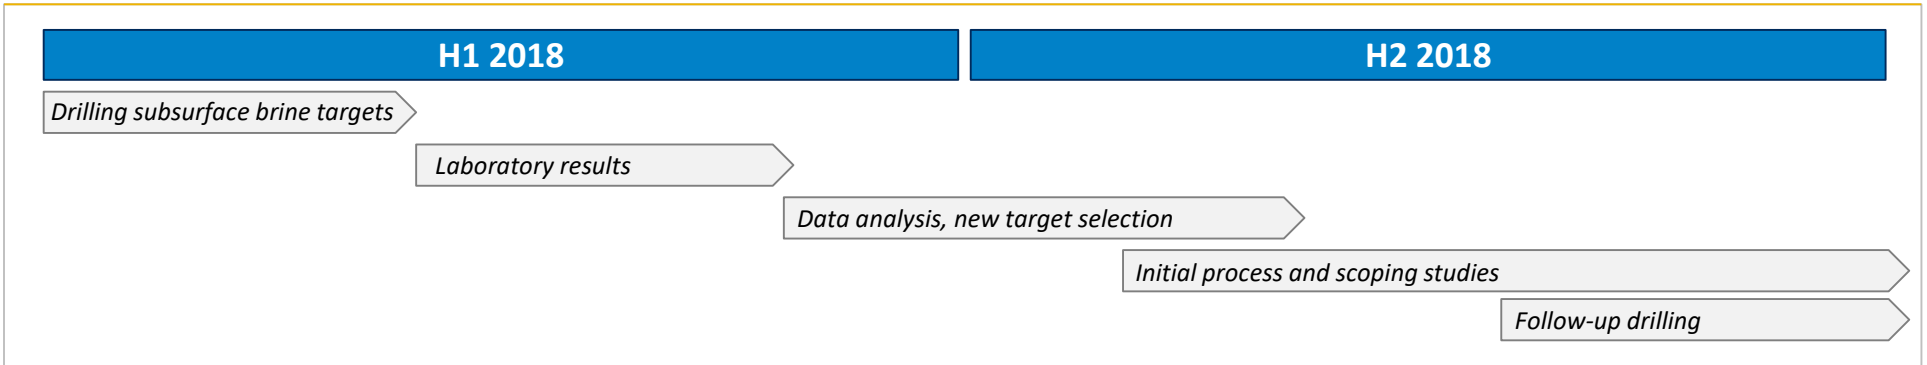 H1 2018
H2 2018
Drilling subsurface brine targets
Laboratory results
Data analysis, new target selection
Initial process and scoping studies
Follow-up drilling